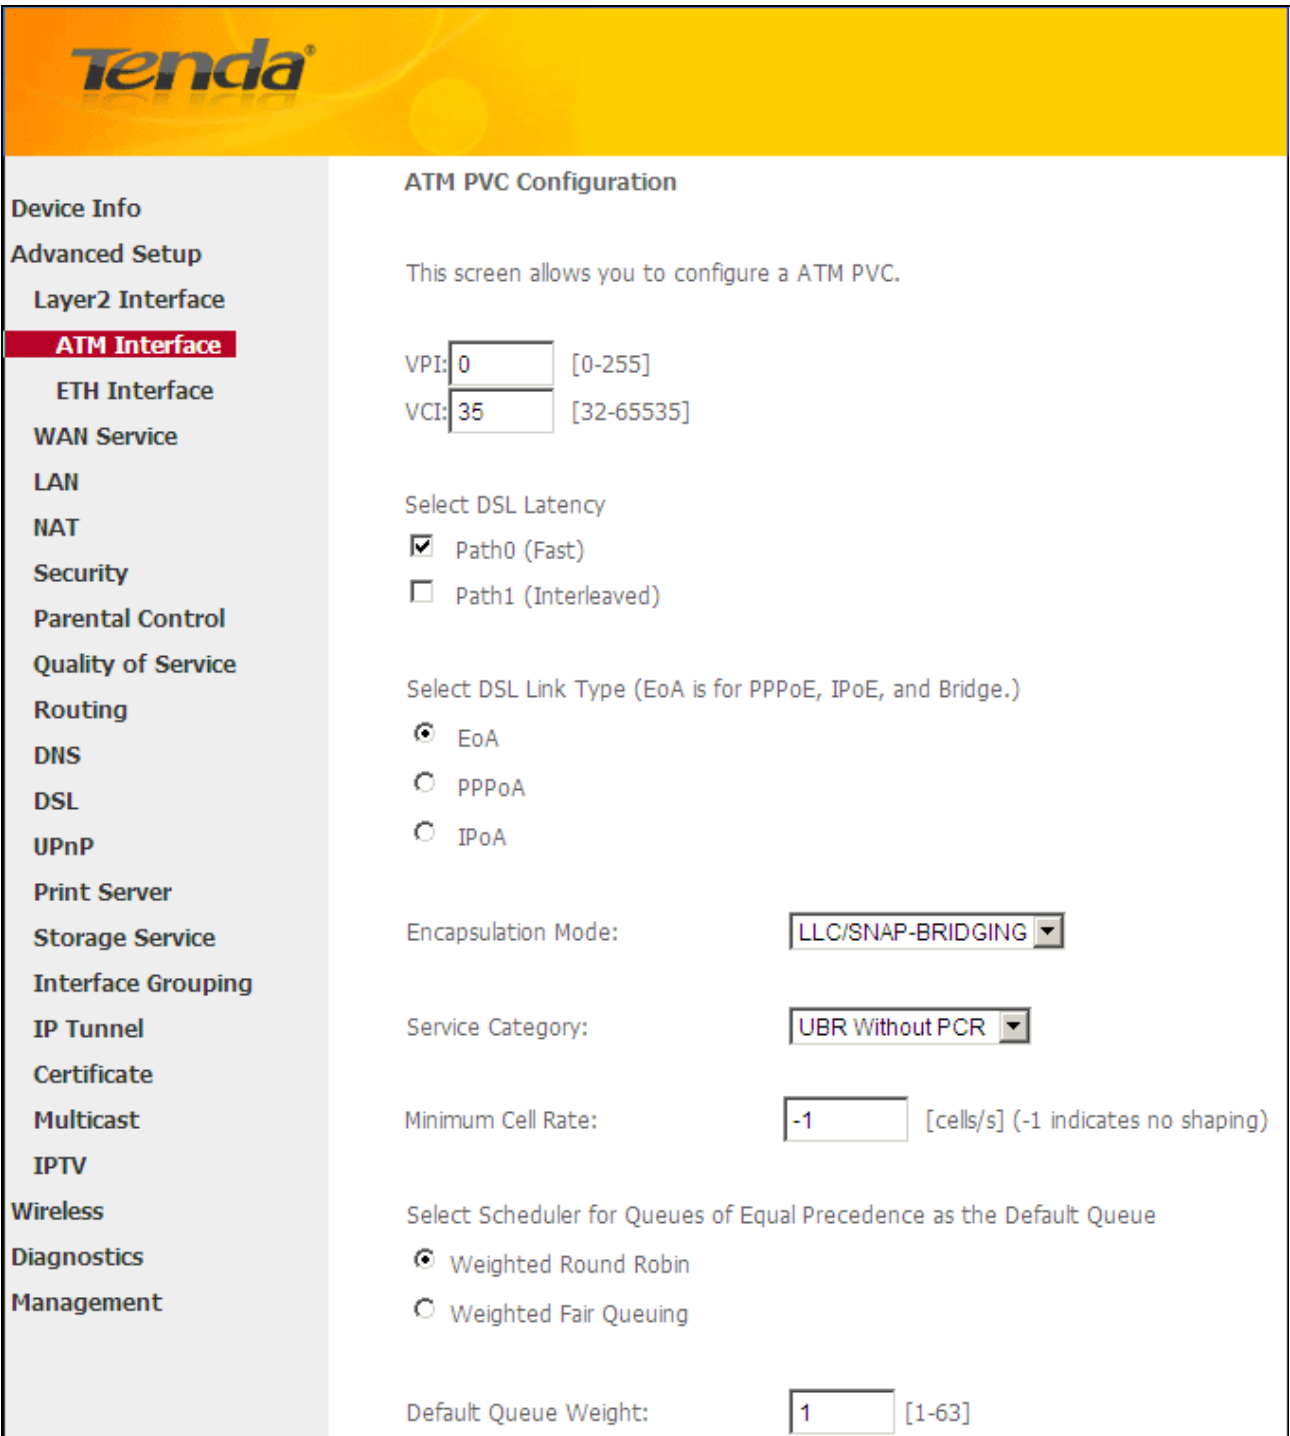 Tenda®
Device Info
Advanced Setup
Layer2 Interface
ATM Interface
ETH Interface
WAN Service
LAN
NAT
Security
Parental Control
Quality of Service
Routing
DNS
DSL
UPnP
Print Server
Storage Service
Interface Grouping
IP Tunnel
Certificate
Multicast
IPTV
Wireless
Diagnostics
Management
ATM PVC Configuration
This screen allows you to configure a ATM PVC.
VPI: 0 [0-255]
VCI: 35 [32-65535]
Select DSL Latency
Path0 (Fast)
Path1 (Interleaved)
Select DSL Link Type (EoA is for PPPoE, IPoE, and Bridge.)
EoA
PPPoA
IPoA
Encapsulation Mode: LLC/SNAP-BRIDGING
Service Category: UBR Without PCR
Minimum Cell Rate: -1 [cells/s] (-1 indicates no shaping)
Select Scheduler for Queues of Equal Precedence as the Default Queue
Weighted Round Robin
Weighted Fair Queuing
Default Queue Weight: 1 [1-63]